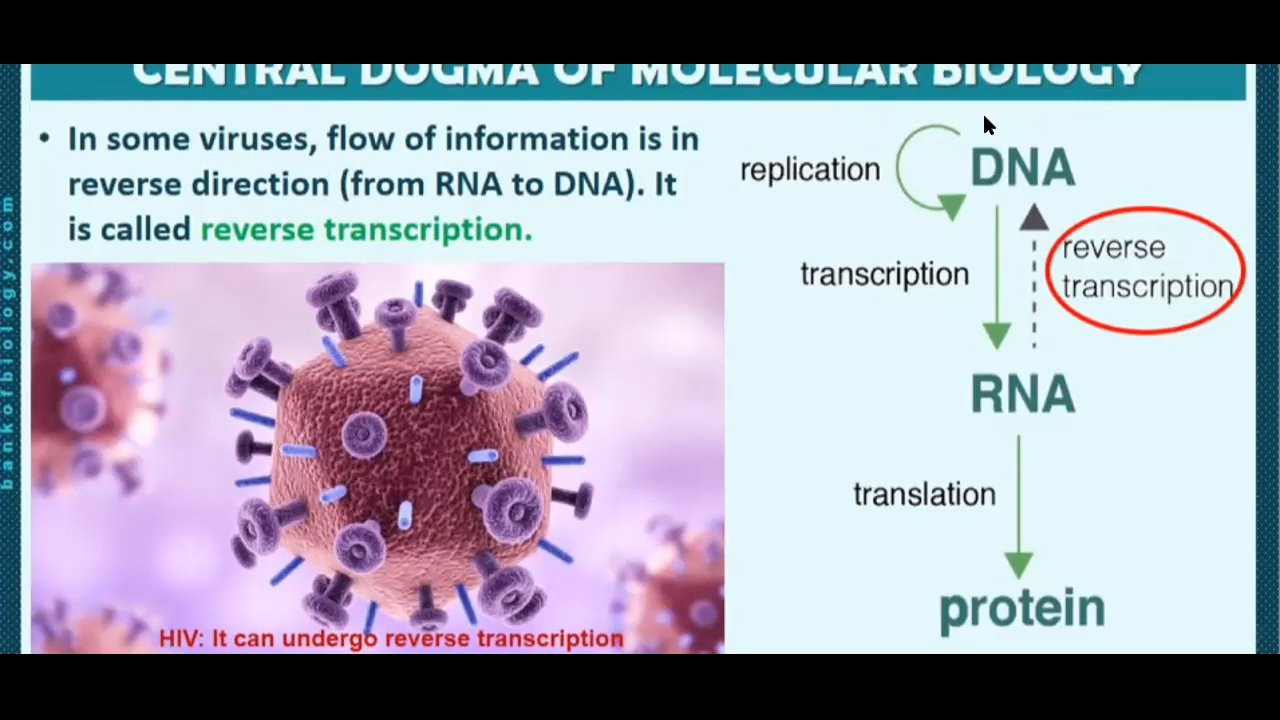 CENTRAL DOGMA OF MOLECULAR BIOLOGY
• In some viruses, flow of information is in
reverse direction (from RNA to DNA). It
is called reverse transcription.
HIV: It can undergo reverse transcription
replication
DNA
transcription
reverse
transcription
RNA
translation
protein
bankofbiology.com